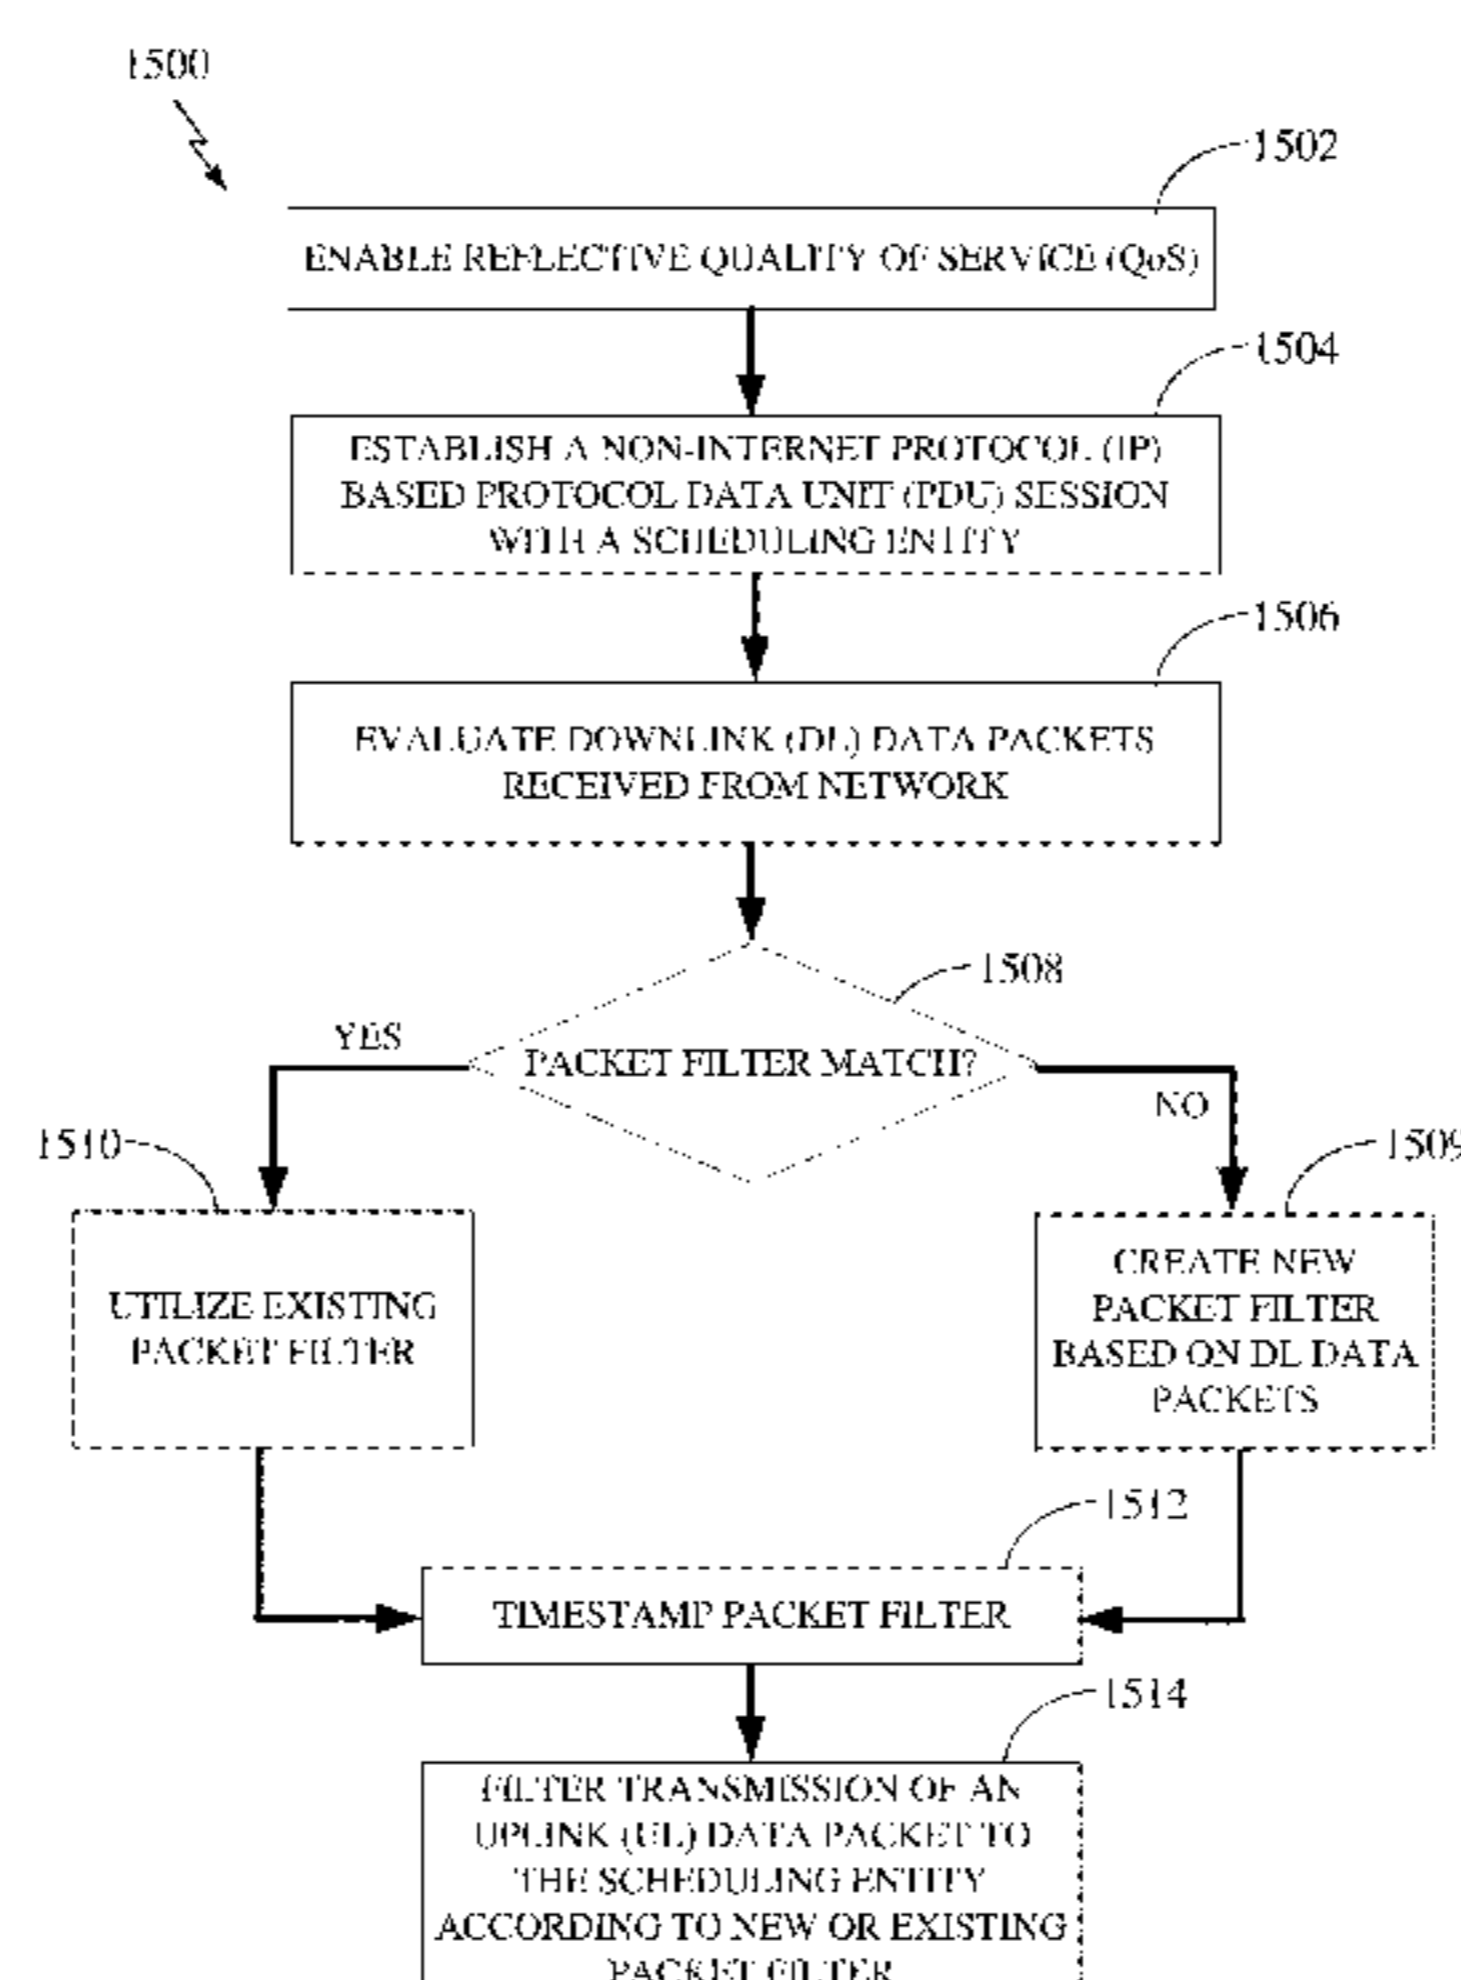 1500
1502
ENABLE REFLECTIVE QUALITY OF SERVICE (QoS)
1504
ESTABLISH A NON-INTERNET PROTOCOL (IP)
BASED PROTOCOL DATA UNIT (PDU) SESSION
WITH A SCHEDULING ENTITY
1506
EVALUATE DOWNLINK (DL) DATA PACKETS
RECEIVED FROM NETWORK
1508
PACKET FILTER MATCH?
YES
NO
1510
1509
UTILIZE EXISTING
PACKET FILTER
CREATE NEW
PACKET FILTER
BASED ON DL DATA
PACKETS
1512
TIMESTAMP PACKET FILTER
1514
FILTER TRANSMISSION OF AN
UPLINK (UL) DATA PACKET TO
THE SCHEDULING ENTITY
ACCORDING TO NEW OR EXISTING
PACKET FILTER